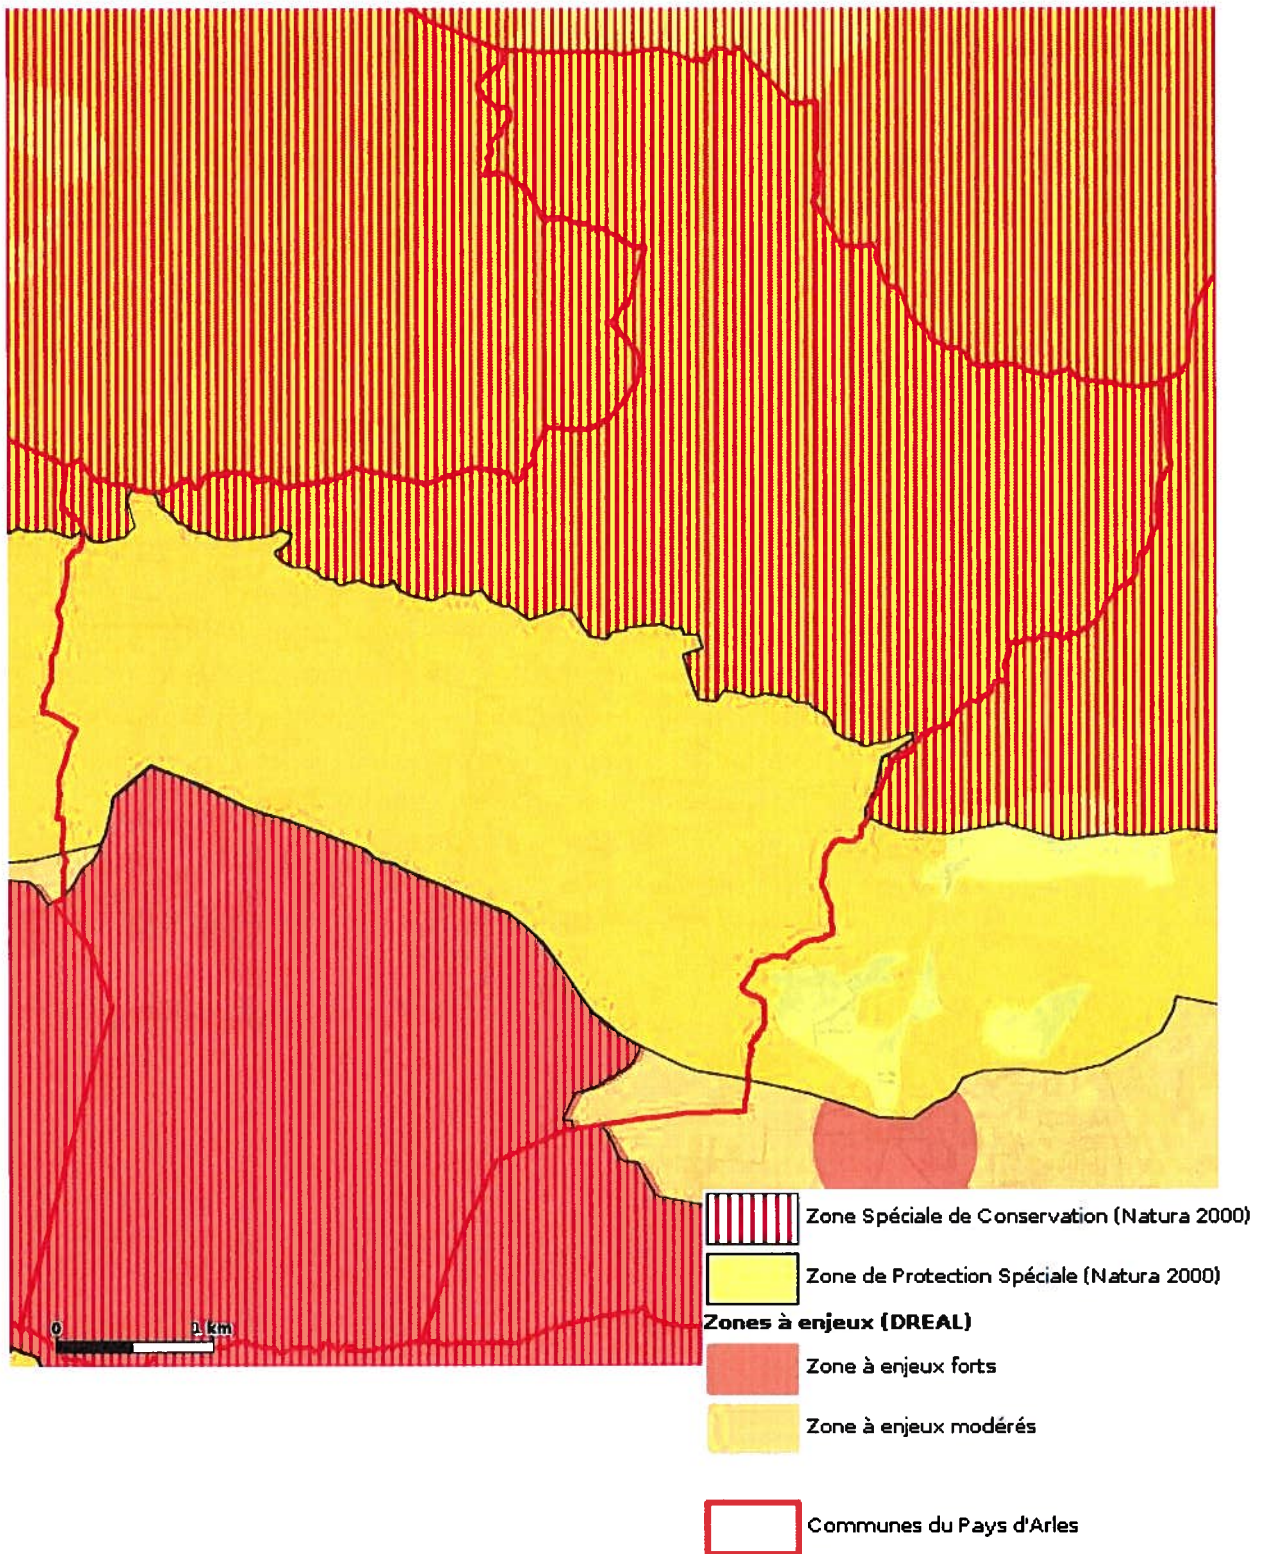 Zone Spéciale de Conservation (Natura 2000)
Zone de Protection Spéciale (Natura 2000)
Zones à enjeux (DREAL)
0 1 km
Zone à enjeux forts
Zone à enjeux modérés
Communes du Pays d'Arles